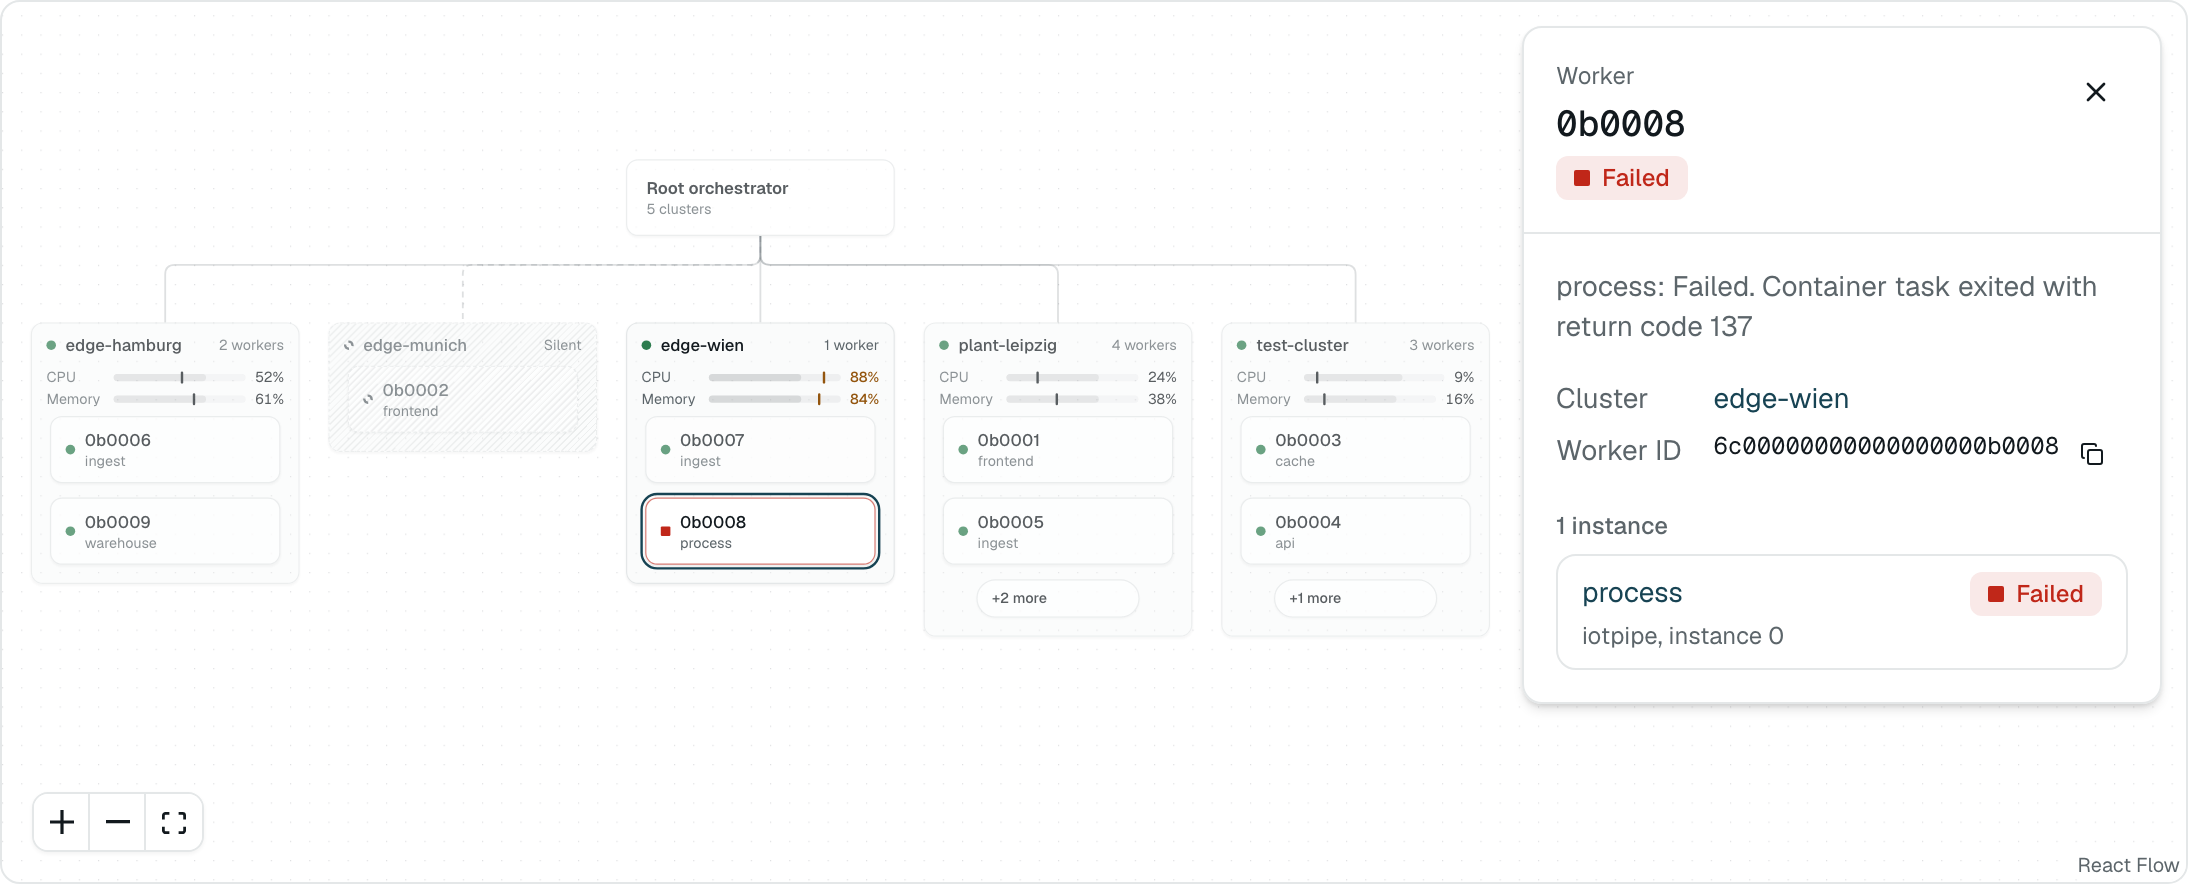 Root orchestrator
5 clusters
edge-hamburg 2 workers
CPU 52%
Memory 61%
0b0006
ingest
0b0009
warehouse
edge-munich Silent
0b0002
frontend
edge-wien 1 worker
CPU 88%
Memory 84%
0b0007
ingest
0b0008
process
plant-leipzig 4 workers
CPU 24%
Memory 38%
0b0001
frontend
0b0005
ingest
+2 more
test-cluster 3 workers
CPU 9%
Memory 16%
0b0003
cache
0b0004
api
+1 more
Worker
0b0008
Failed
process: Failed. Container task exited with
return code 137
Cluster edge-wien
Worker ID 6c00000000000000000b0008
1 instance
process Failed
iotpipe, instance 0
React Flow